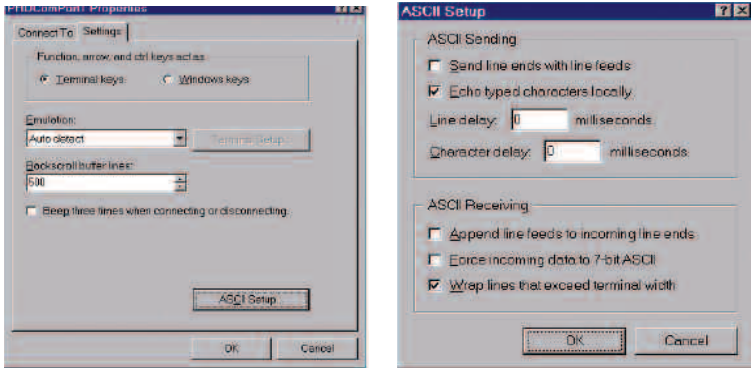 Properties
Connect To Settings
Function, arrow, and ctrl keys act as
Terminal keys Windows keys
Emulation:
Auto detect Terminal Setup
Backscroll buffer lines:
500
Beep three times when connecting or disconnecting
ASCII Setup
OK Cancel
ASCII Setup
ASCII Sending
Send line ends with line feeds
Echo typed characters locally
Line delay: 0 milliseconds.
Character delay: 0 milliseconds.
ASCII Receiving
Append line feeds to incoming line ends
Force incoming data to 7-bit ASCII
Wrap lines that exceed terminal width
OK Cancel